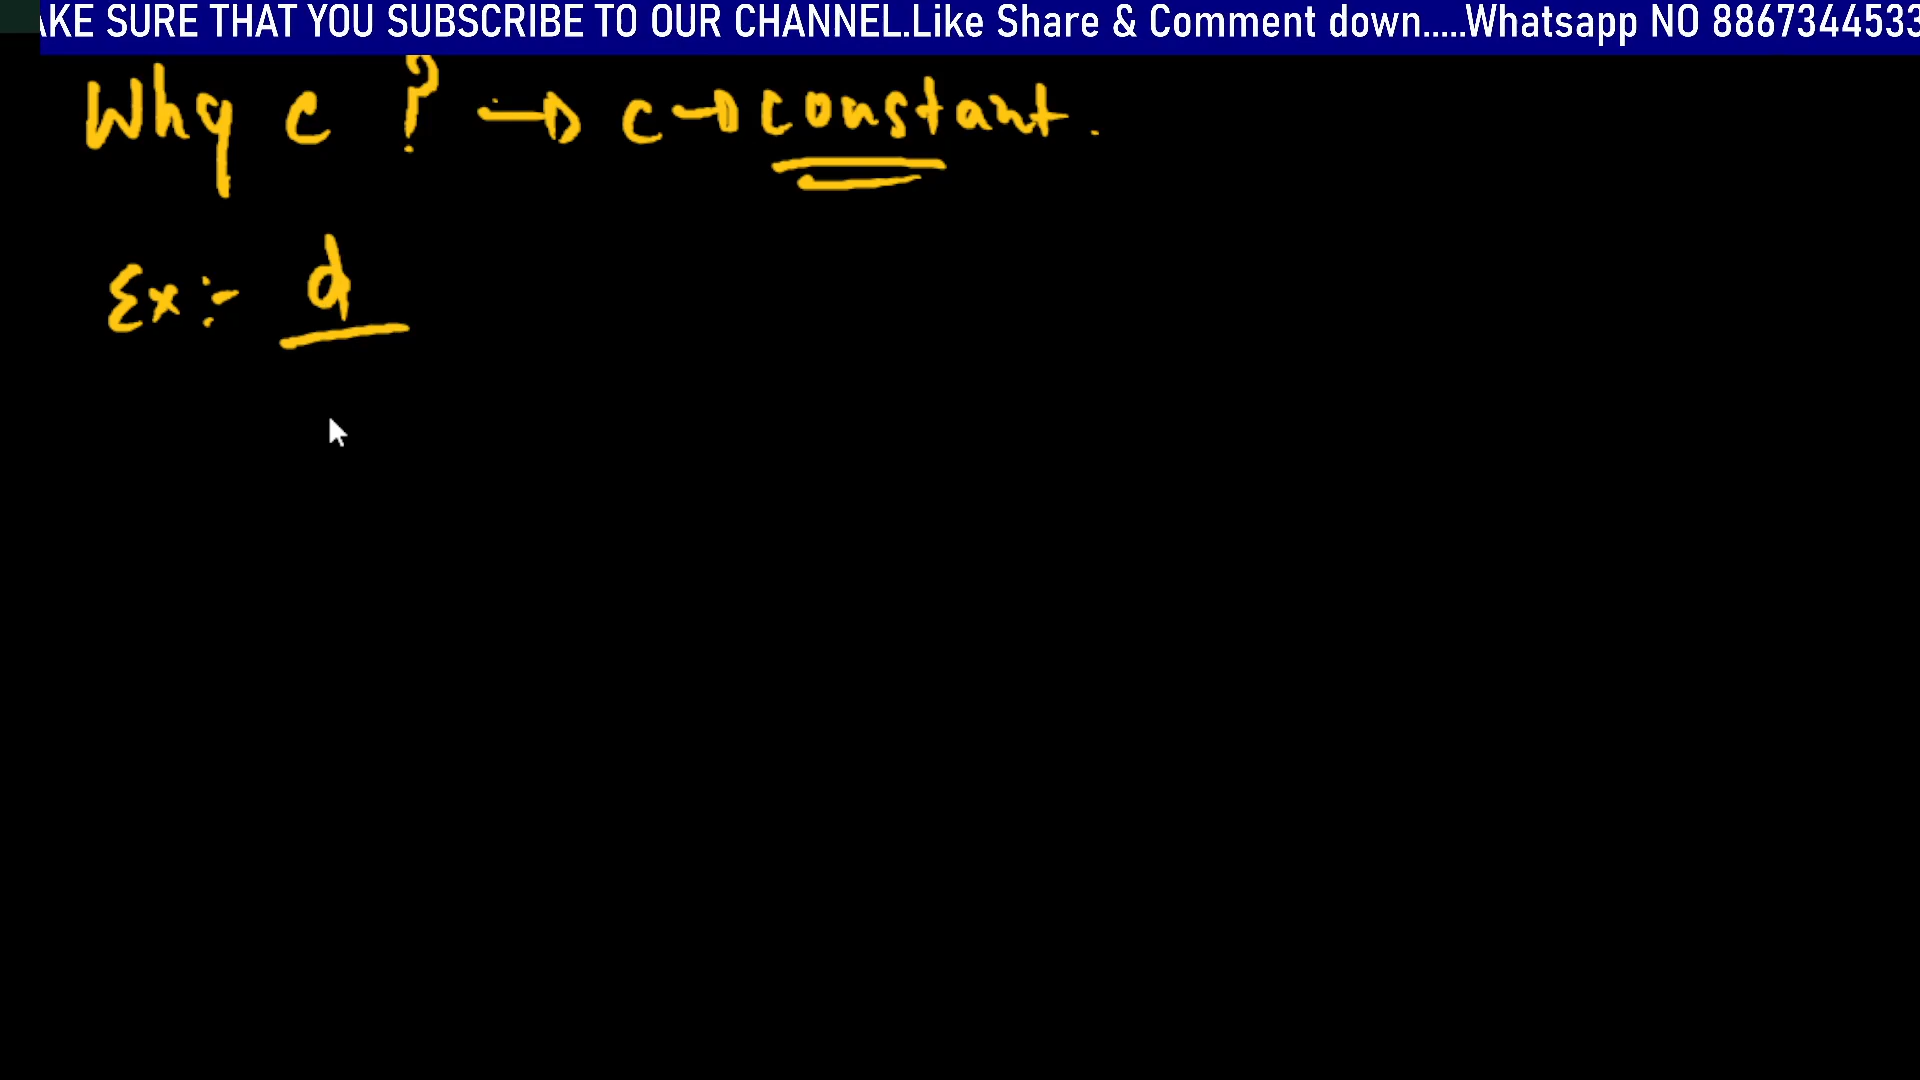 AKE SURE THAT YOU SUBSCRIBE TO OUR CHANNEL.Like Share & Comment down.....Whatsapp NO 8867344533
Why c ? → c → constant.
Ex :- d